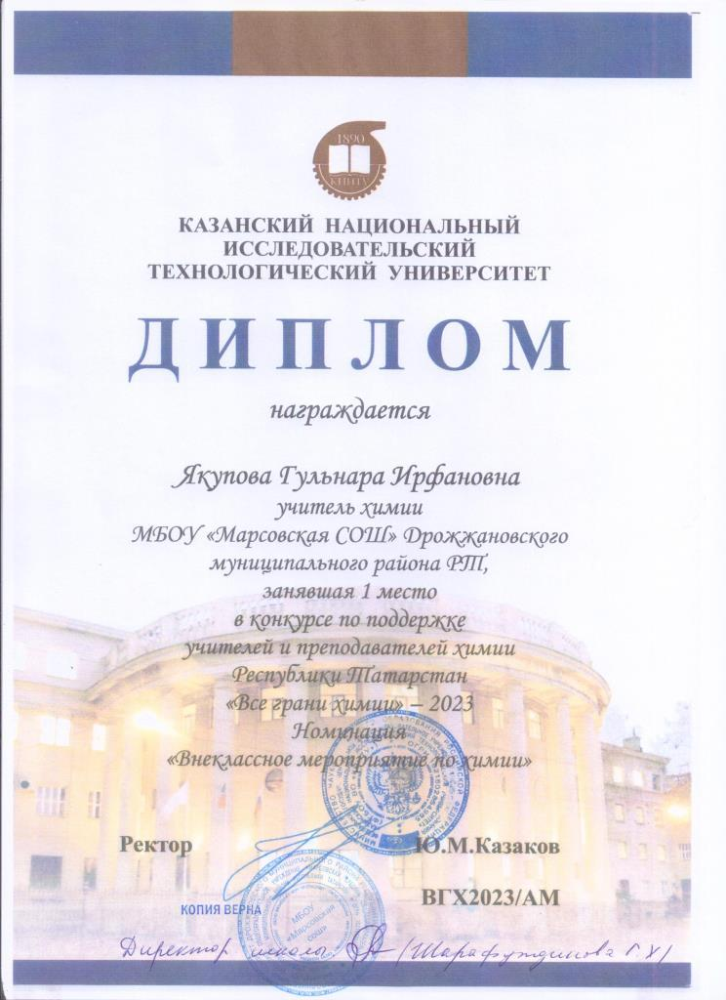 1890
КНИТУ
КАЗАНСКИЙ НАЦИОНАЛЬНЫЙ
ИССЛЕДОВАТЕЛЬСКИЙ
ТЕХНОЛОГИЧЕСКИЙ УНИВЕРСИТЕТ
ДИПЛОМ
награждается
Якупова Гульнара Ирфановна
учитель химии
МБОУ «Марсовская СОШ» Дрожжановского
муниципального района РТ,
занявшая 1 место
в конкурсе по поддержке
учителей и преподавателей химии
Республики Татарстан
«Все грани химии» – 2023
Номинация
«Внеклассное мероприятие по химии»
Ректор Ю.М.Казаков
ВГХ2023/АМ
КОПИЯ ВЕРНА
МБОУ
«Марсовская
СОШ»
Директор школы (Шарафутдинова Г.Х)